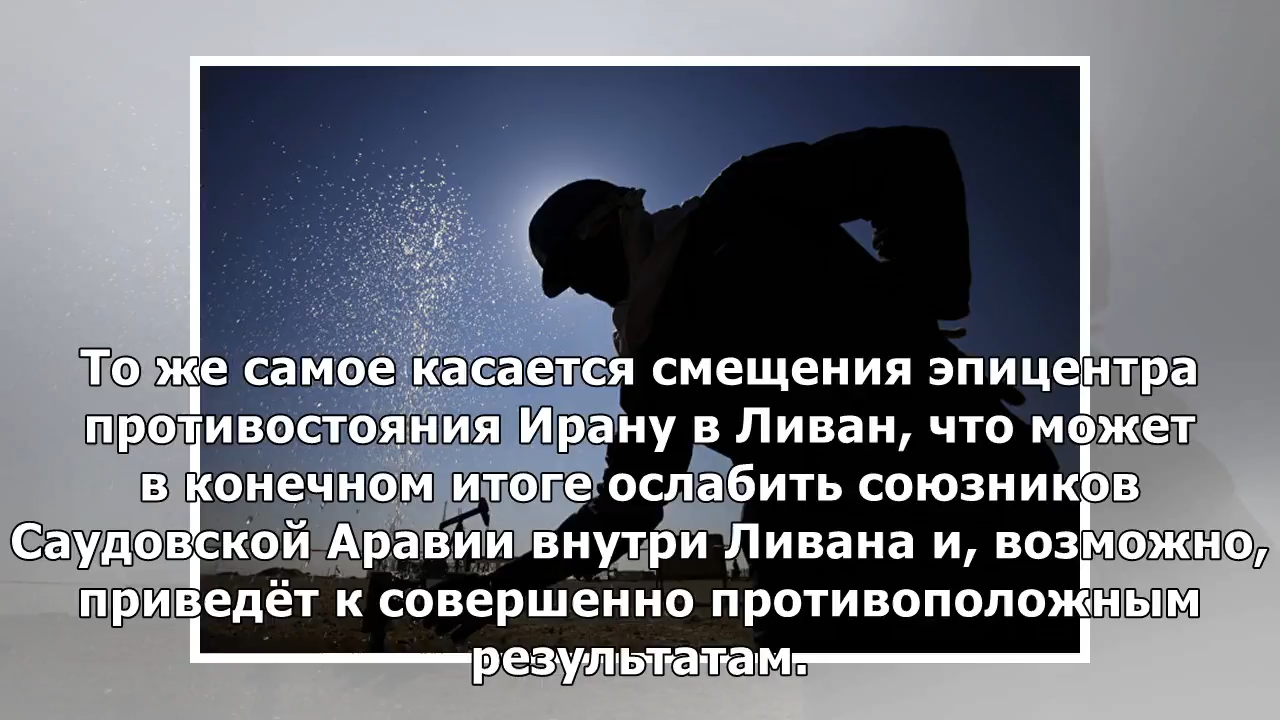 То же самое касается смещения эпицентра
противостояния Ирану в Ливан, что может
в конечном итоге ослабить союзников
Саудовской Аравии внутри Ливана и, возможно,
приведёт к совершенно противоположным
результатам.